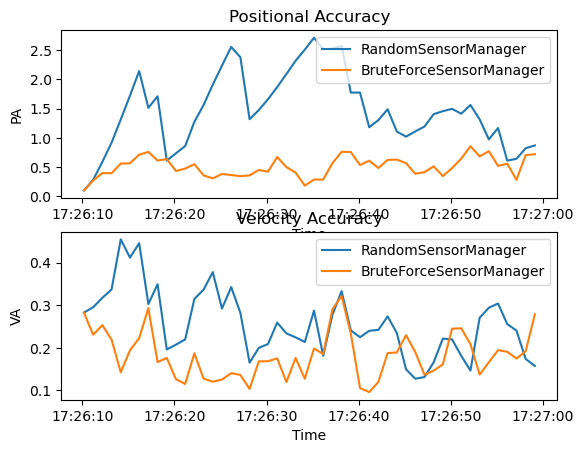 Positional Accuracy
RandomSensorManager
BruteForceSensorManager
PA
2.5
2.0
1.5
1.0
0.5
0.0
17:26:10 17:26:20 17:26:30 17:26:40 17:26:50 17:27:00
Time
Velocity Accuracy
RandomSensorManager
BruteForceSensorManager
VA
0.4
0.3
0.2
0.1
17:26:10 17:26:20 17:26:30 17:26:40 17:26:50 17:27:00
Time